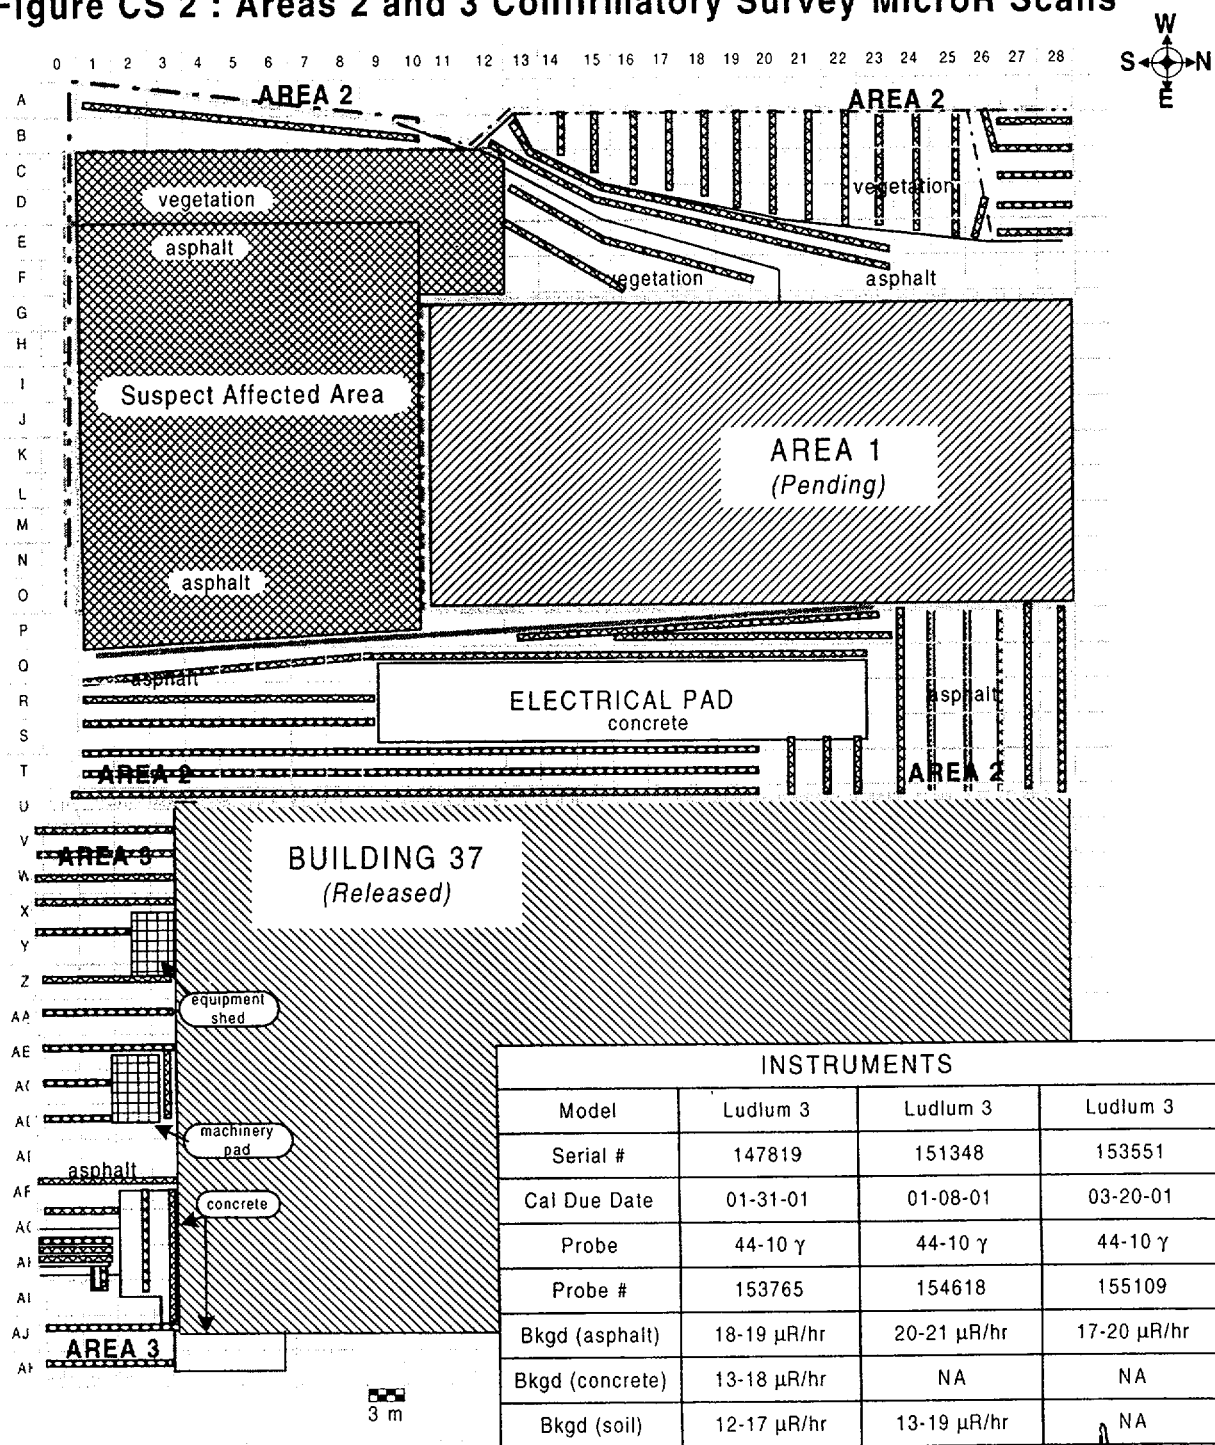 Figure CS 2 : Areas 2 and 3 Confirmatory Survey MicroR Scans
W
S N
E
0 1 2 3 4 5 6 7 8 9 10 11 12 13 14 15 16 17 18 19 20 21 22 23 24 25 26 27 28
A
B
C
D
E
F
G
H
I
J
K
L
M
N
O
P
Q
R
S
T
U
V
W
X
Y
Z
AA
AJ
AREA 2
AREA 2
vegetation
vegetation
asphalt
vegetation
asphalt
Suspect Affected Area
AREA 1
(Pending)
asphalt
asphalt
ELECTRICAL PAD
concrete
asphalt
AREA 2
AREA 2
AREA 3
BUILDING 37
(Released)
equipment
shed
machinery
pad
asphalt
concrete
AREA 3
3 m
INSTRUMENTS
Model Ludlum 3 Ludlum 3 Ludlum 3
Serial # 147819 151348 153551
Cal Due Date 01-31-01 01-08-01 03-20-01
Probe 44-10 γ 44-10 γ 44-10 γ
Probe # 153765 154618 155109
Bkgd (asphalt) 18-19 µR/hr 20-21 µR/hr 17-20 µR/hr
Bkgd (concrete) 13-18 µR/hr NA NA
Bkgd (soil) 12-17 µR/hr 13-19 µR/hr NA